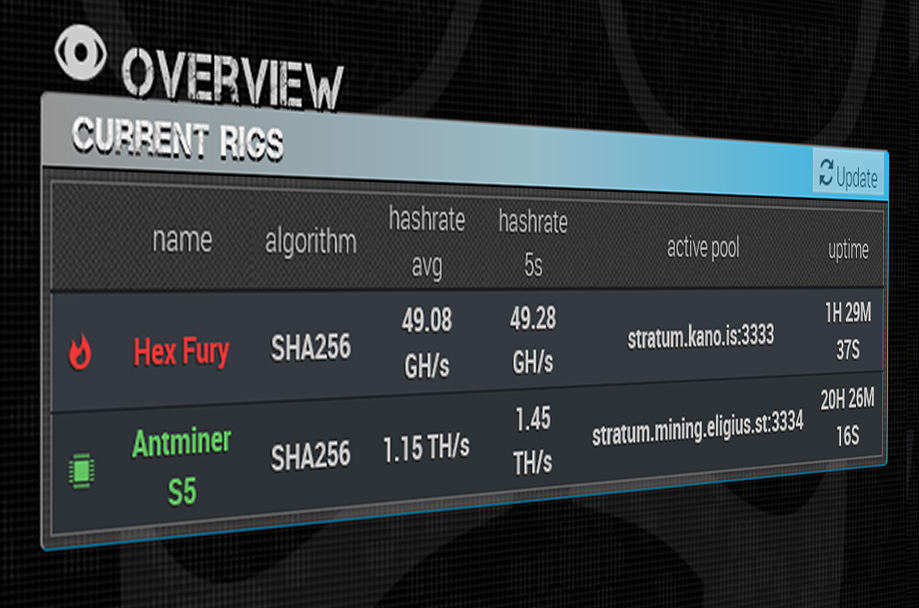 OVERVIEW
CURRENT RIGS
Update
name algorithm hashrate avg hashrate 5s active pool uptime
Hex Fury SHA256 49.08 GH/s 49.28 GH/s stratum.kano.is:3333 1H 29M 37S
Antminer S5 SHA256 1.15 TH/s 1.45 TH/s stratum.mining.eligius.st:3334 20H 26M 16S